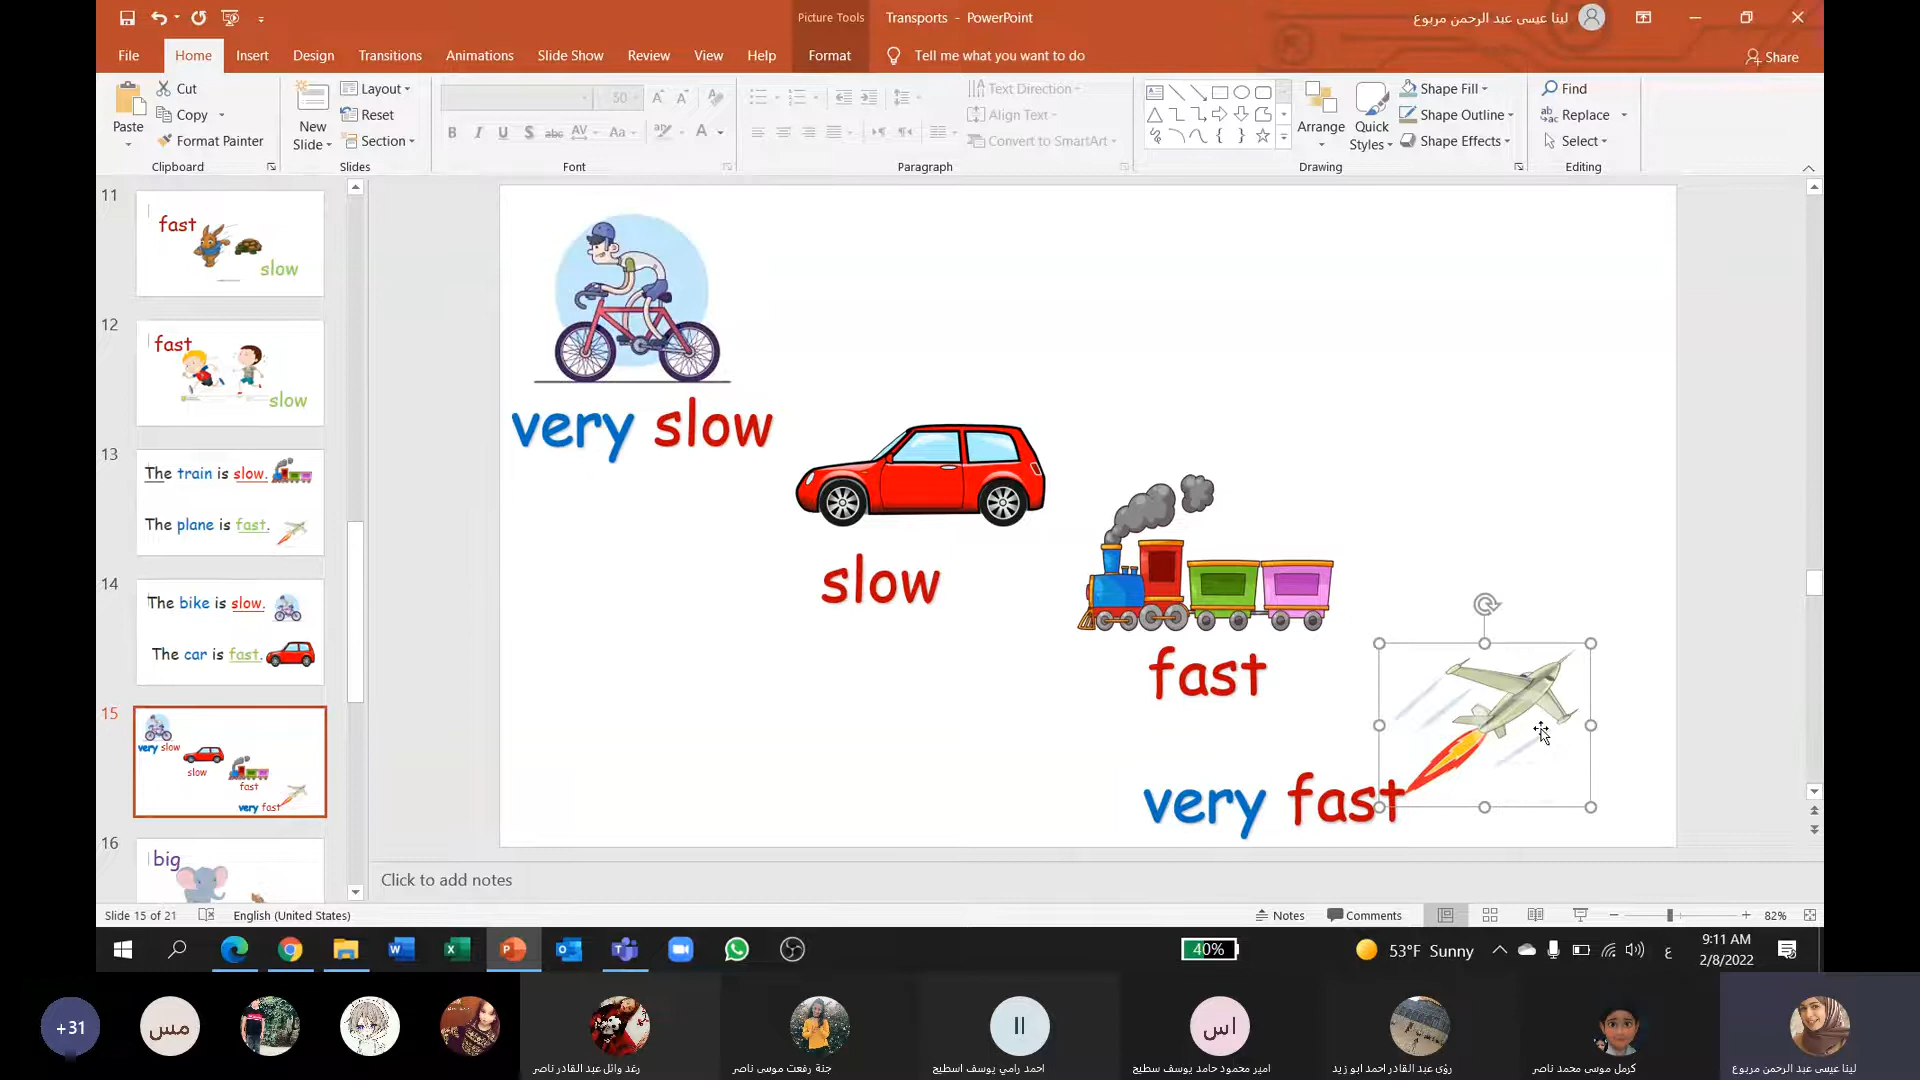 Picture Tools
Transports - PowerPoint
لينا عيسى عبد الرحمن مربوع
File Home Insert Design Transitions Animations Slide Show Review View Help Format Tell me what you want to do Share
Paste
Cut
Copy
Format Painter
Clipboard
New Slide
Layout
Reset
Section
Slides
50
B I U S abc AV Aa A
Font
Text Direction
Align Text
Convert to SmartArt
Paragraph
Arrange
Quick Styles
Shape Fill
Shape Outline
Shape Effects
Drawing
Find
Replace
Select
Editing
11
fast
slow
12
fast
slow
13
The train is slow.
The plane is fast.
14
The bike is slow.
The car is fast.
15
very slow
slow
fast
very fast
16
big
very slow
slow
fast
very fast
Click to add notes
Slide 15 of 21
English (United States)
Notes
Comments
82%
40%
53°F Sunny
ع
9:11 AM
2/8/2022
+31
مس
اس
رغد وائل عبد القادر ناصر
جنة رفعت موسى ناصر
احمد رامي يوسف اسطيح
امير محمود حامد يوسف سطيح
رؤى عبد القادر احمد ابو زيد
كرمل موسى محمد ناصر
لينا عيسى عبد الرحمن مربوع